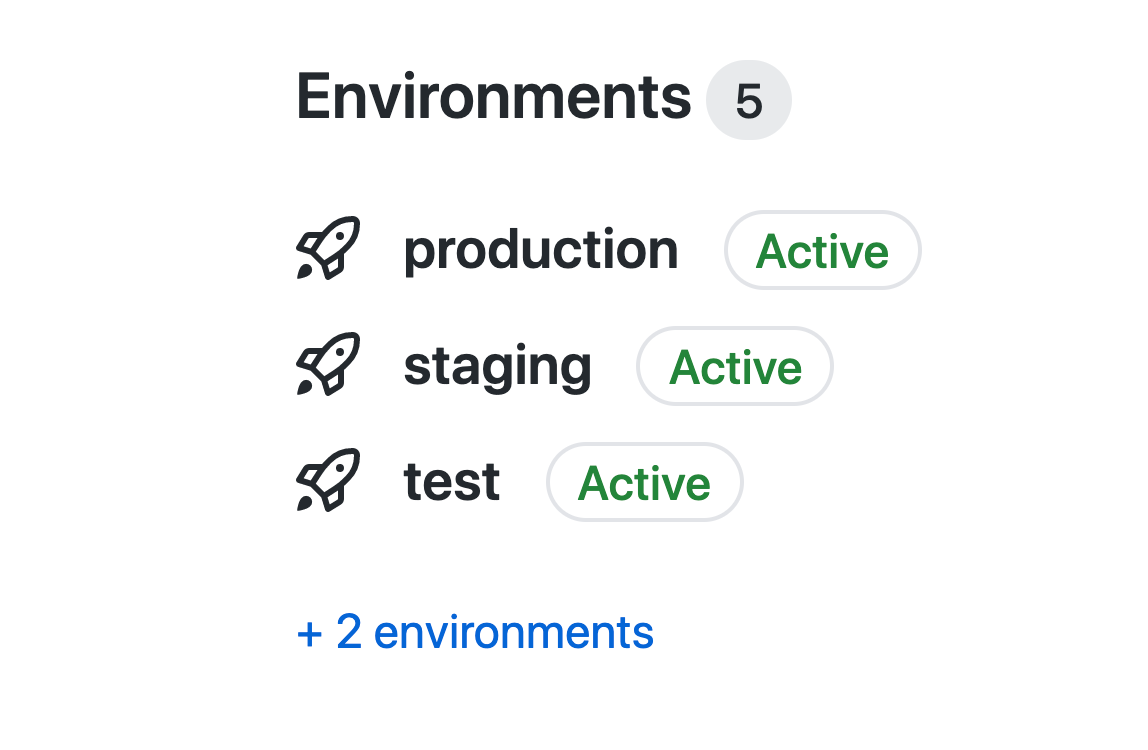 Environments 5
production Active
staging Active
test Active
+ 2 environments